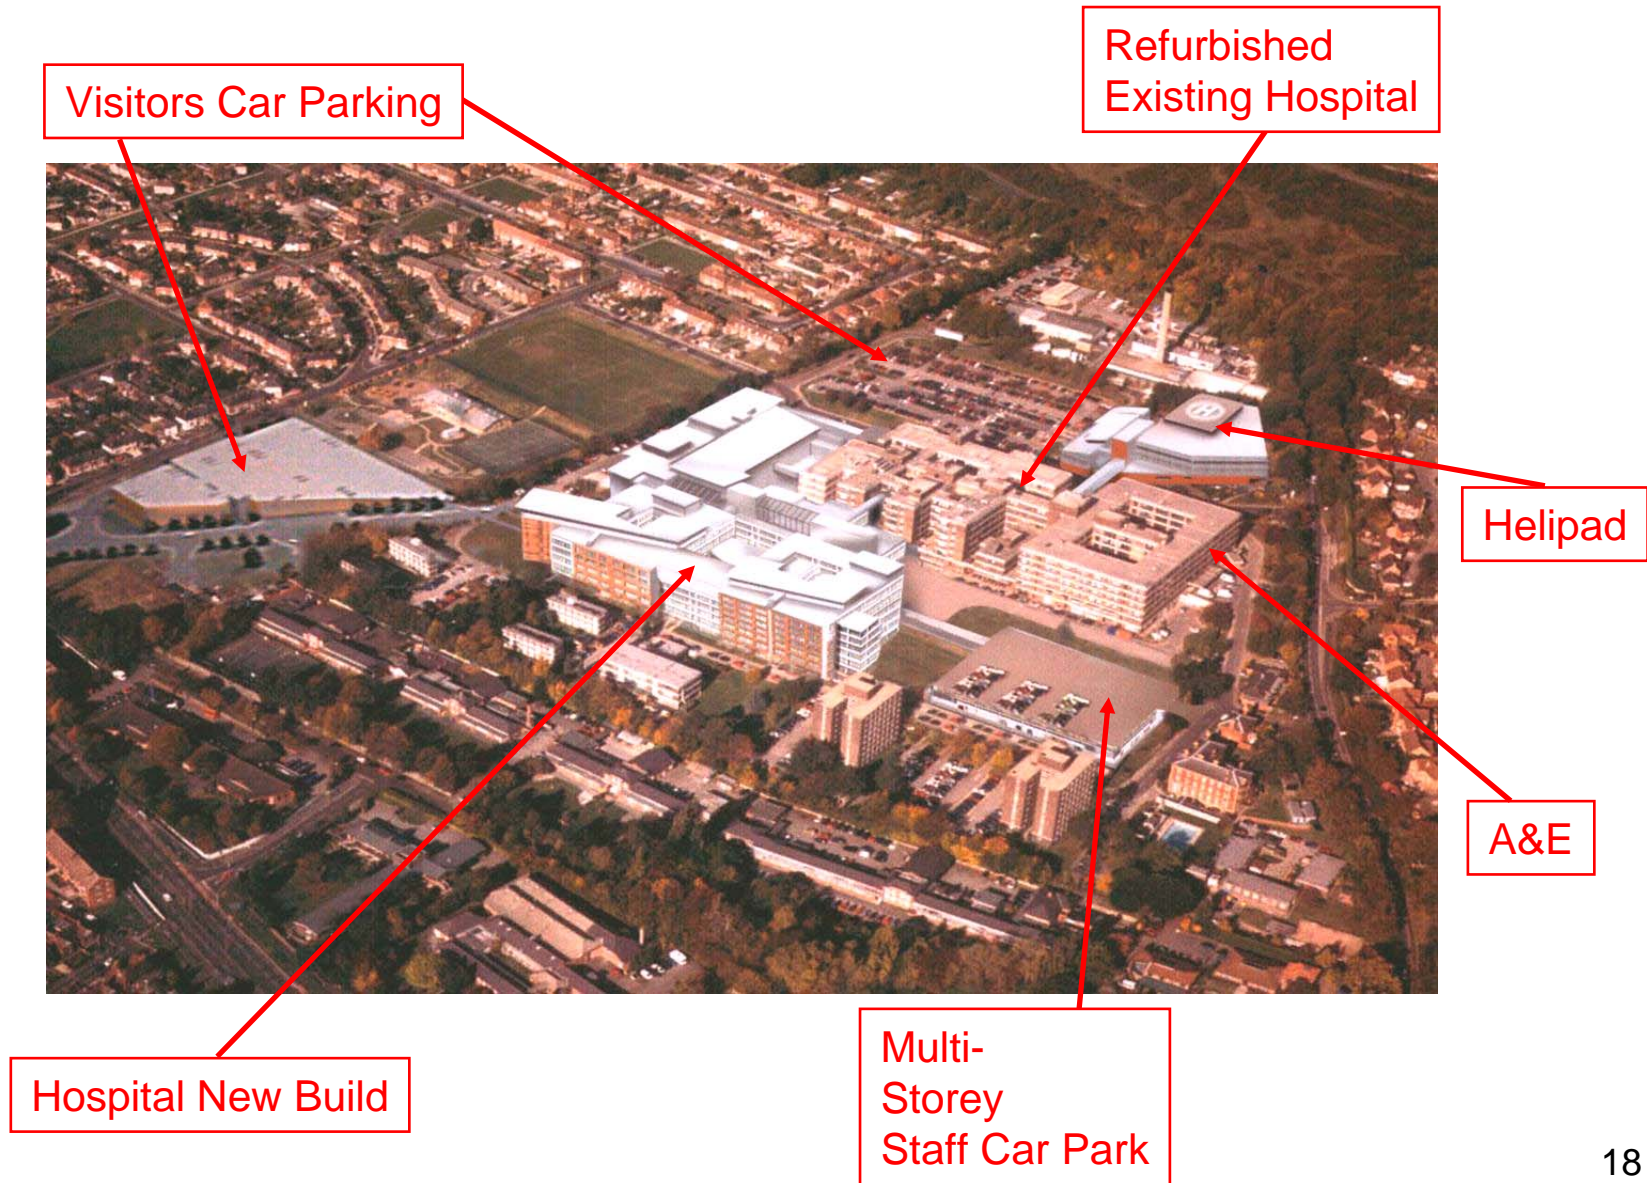 Refurbished
Existing Hospital
Visitors Car Parking
H
Helipad
A&E
Hospital New Build
Multi-
Storey
Staff Car Park
18